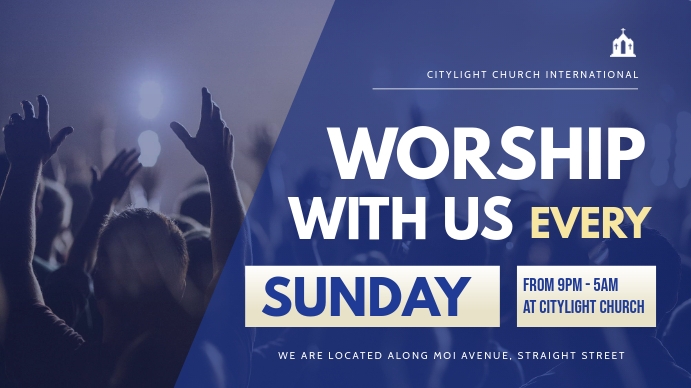 CITYLIGHT CHURCH INTERNATIONAL
WORSHIP
WITH US EVERY
SUNDAY
FROM 9PM - 5AM
AT CITYLIGHT CHURCH
WE ARE LOCATED ALONG MOI AVENUE, STRAIGHT STREET